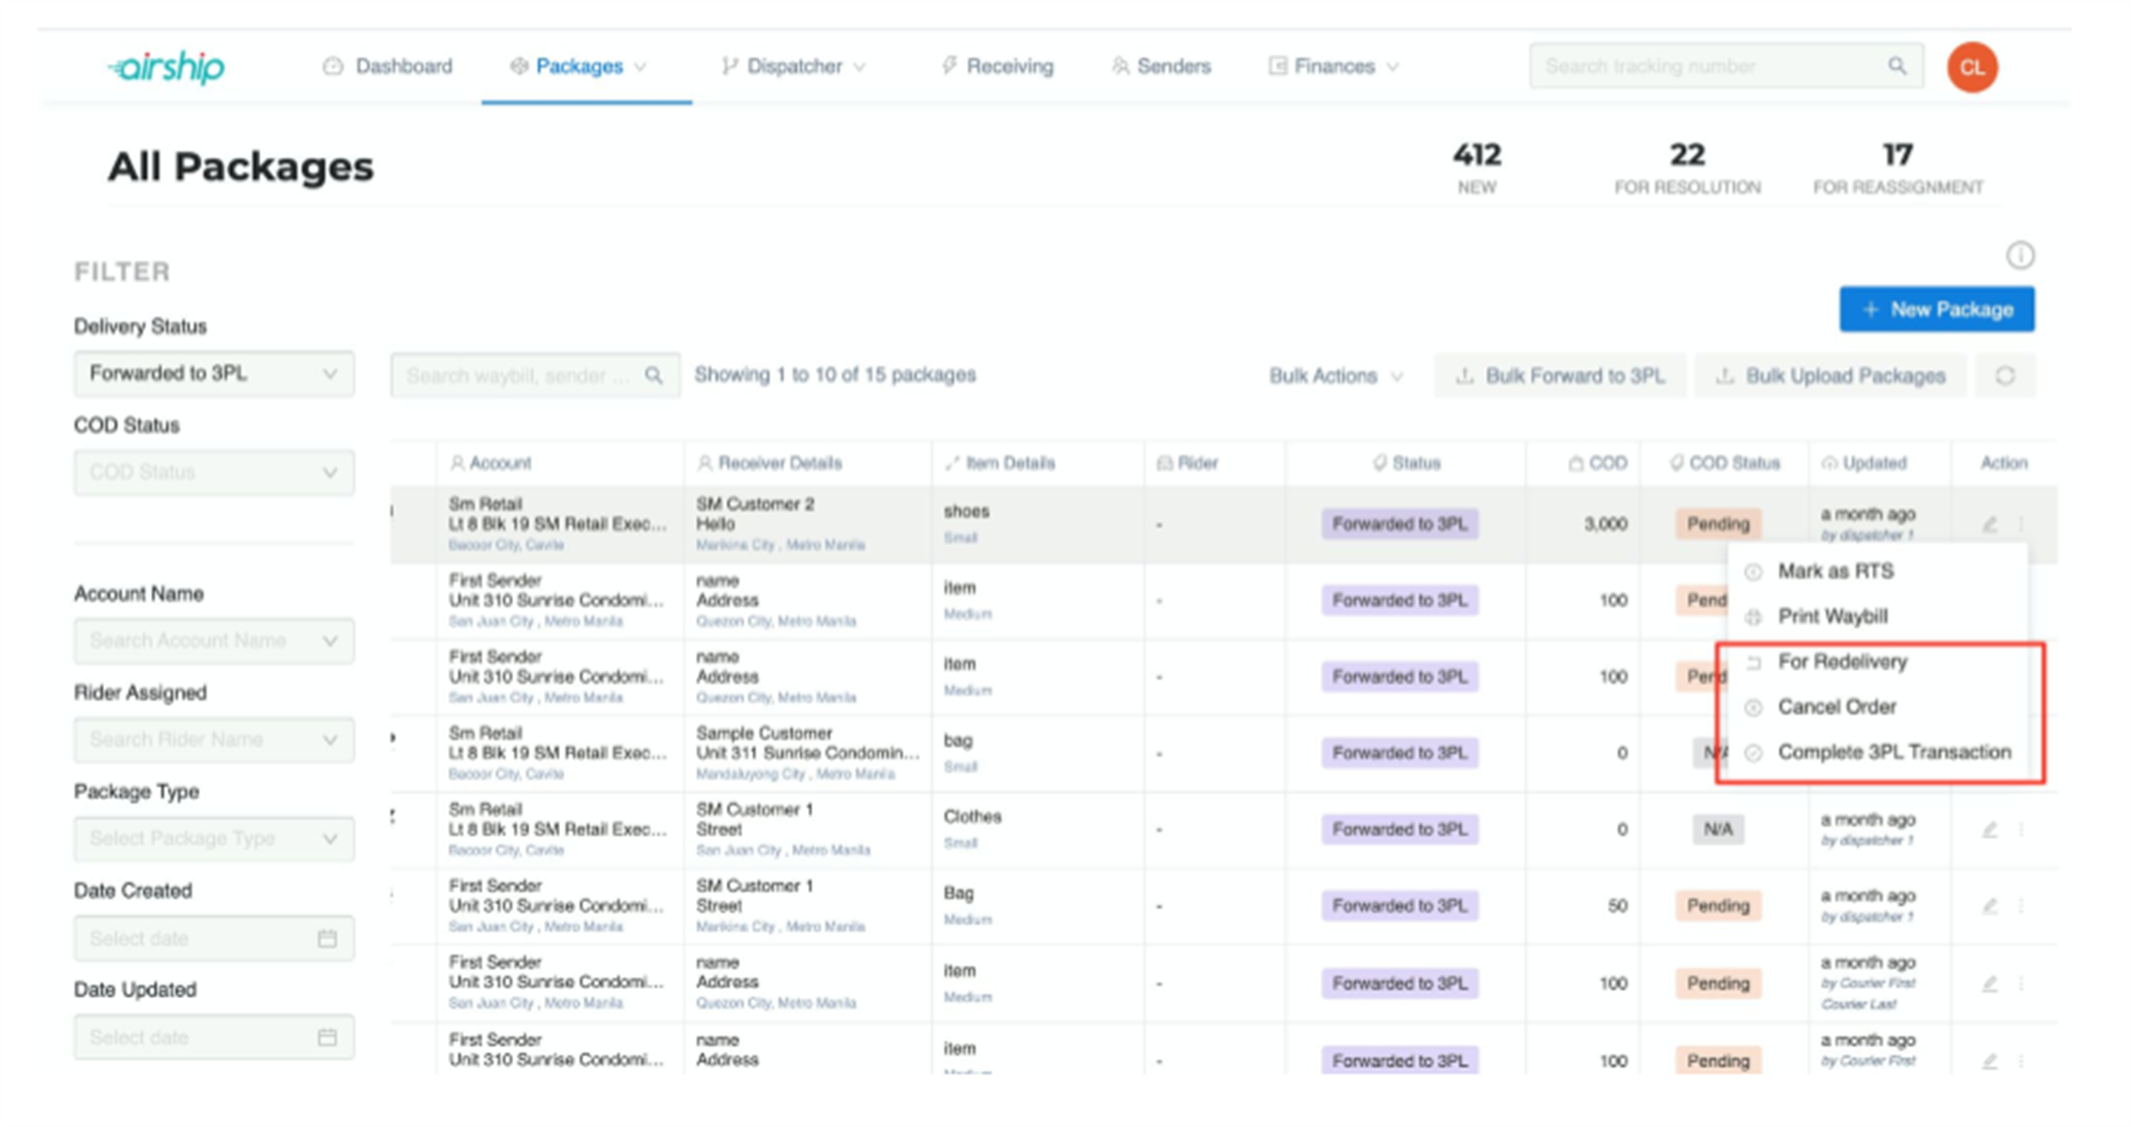 airship
Dashboard
Packages
Dispatcher
Receiving
Senders
Finances
Search tracking number
CL
All Packages
412
NEW
22
FOR RESOLUTION
17
FOR REASSIGNMENT
FILTER
+ New Package
Delivery Status
Forwarded to 3PL
COD Status
COD Status
Account Name
Search Account Name
Rider Assigned
Search Rider Name
Package Type
Select Package Type
Date Created
Select date
Date Updated
Select date
Search waybill, sender ...
Showing 1 to 10 of 15 packages
Bulk Actions
Bulk Forward to 3PL
Bulk Upload Packages
Account
Receiver Details
Item Details
Rider
Status
COD
COD Status
Updated
Action
Sm Retail
Lt 8 Blk 19 SM Retail Exec...
Bacoor City, Cavite
SM Customer 2
Hello
Marikina City , Metro Manila
shoes
Small
-
Forwarded to 3PL
3,000
Pending
a month ago
by dispatcher 1
First Sender
Unit 310 Sunrise Condomi...
San Juan City , Metro Manila
name
Address
Quezon City, Metro Manila
item
Medium
-
Forwarded to 3PL
100
Pend
First Sender
Unit 310 Sunrise Condomi...
San Juan City , Metro Manila
name
Address
Quezon City, Metro Manila
item
Medium
-
Forwarded to 3PL
100
Pend
Sm Retail
Lt 8 Blk 19 SM Retail Exec...
Bacoor City, Cavite
Sample Customer
Unit 311 Sunrise Condomin...
Mandaluyong City , Metro Manila
bag
Small
-
Forwarded to 3PL
0
N/A
Mark as RTS
Print Waybill
For Redelivery
Cancel Order
Complete 3PL Transaction
Sm Retail
Lt 8 Blk 19 SM Retail Exec...
Bacoor City, Cavite
SM Customer 1
Street
San Juan City , Metro Manila
Clothes
Small
-
Forwarded to 3PL
0
N/A
a month ago
by dispatcher 1
First Sender
Unit 310 Sunrise Condomi...
San Juan City , Metro Manila
SM Customer 1
Street
Marikina City , Metro Manila
Bag
Medium
-
Forwarded to 3PL
50
Pending
a month ago
by dispatcher 1
First Sender
Unit 310 Sunrise Condomi...
San Juan City , Metro Manila
name
Address
Quezon City, Metro Manila
item
Medium
-
Forwarded to 3PL
100
Pending
a month ago
by Courier First
Courier Last
First Sender
Unit 310 Sunrise Condomi...
name
Address
item
-
Forwarded to 3PL
100
Pending
a month ago
by Courier First